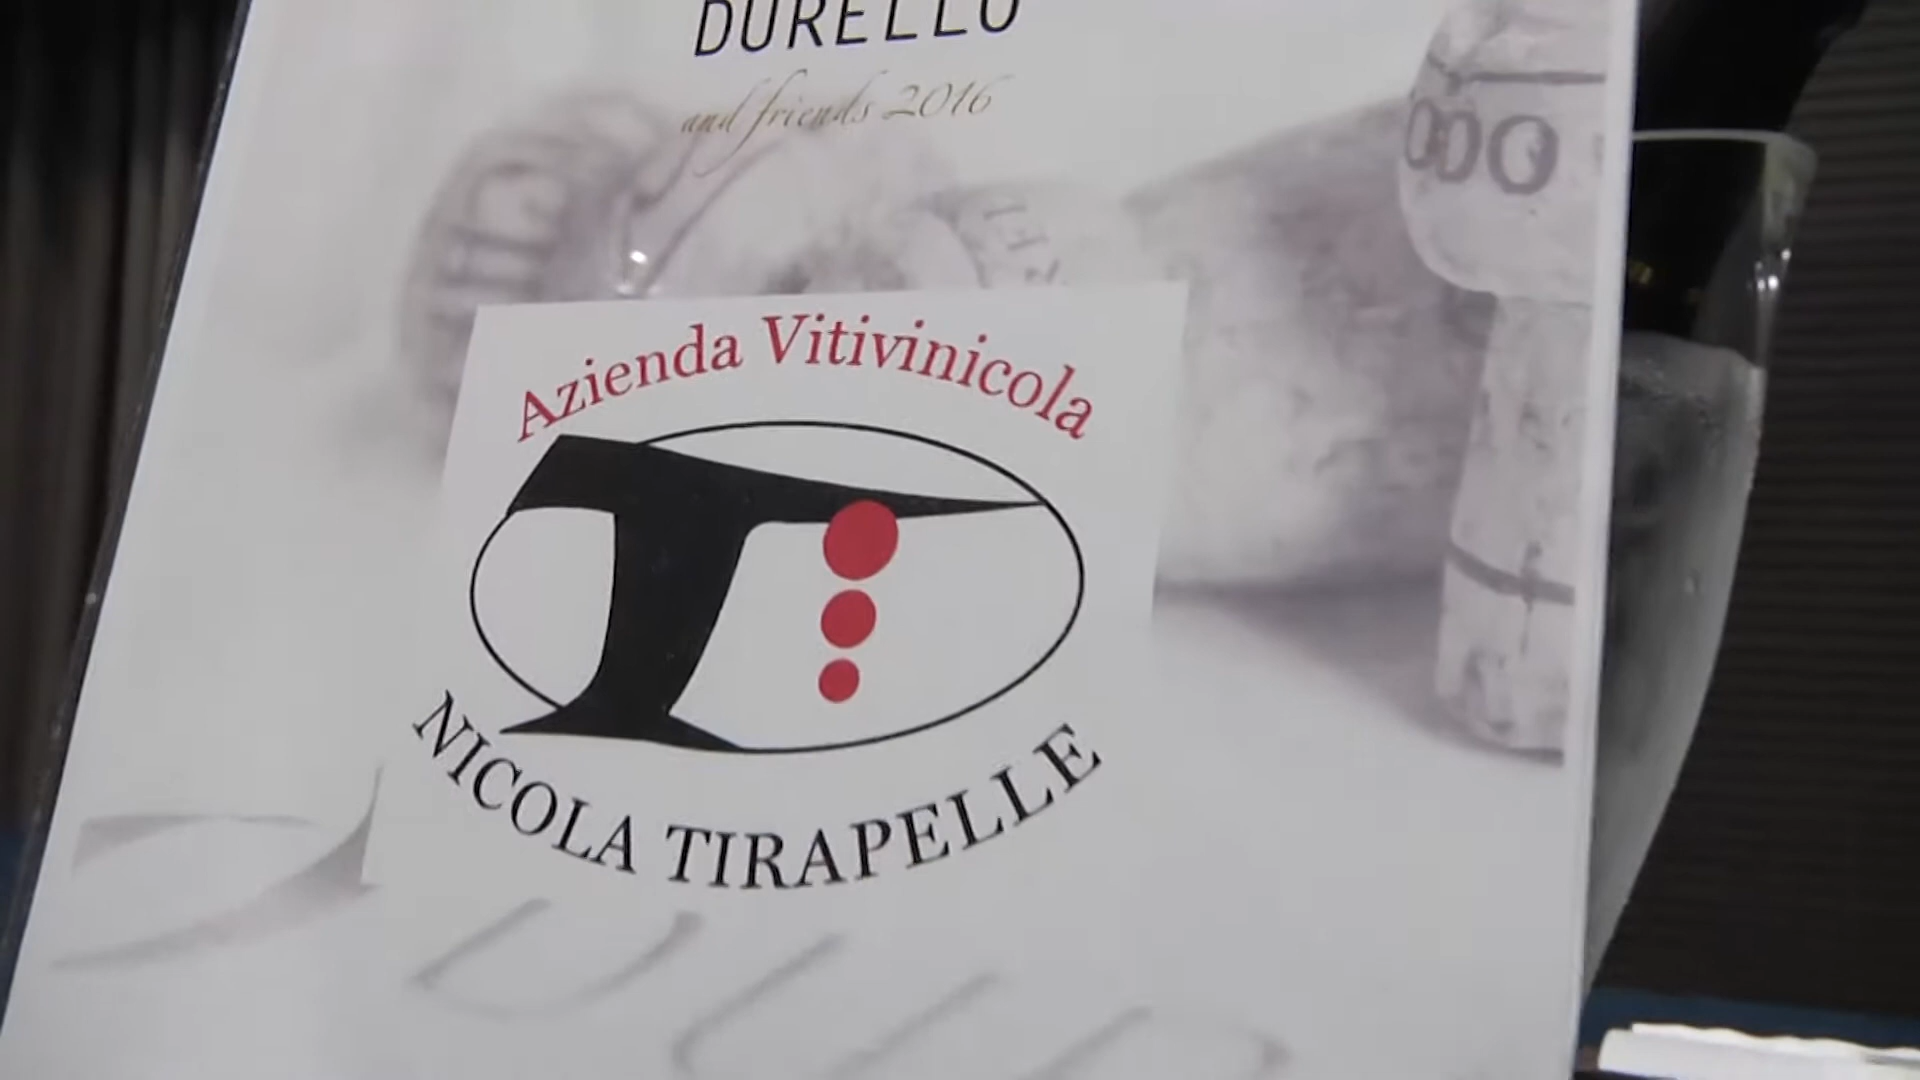 DURELLO
and friends 2016
Azienda Vitivinicola
NICOLA TIRAPELLE